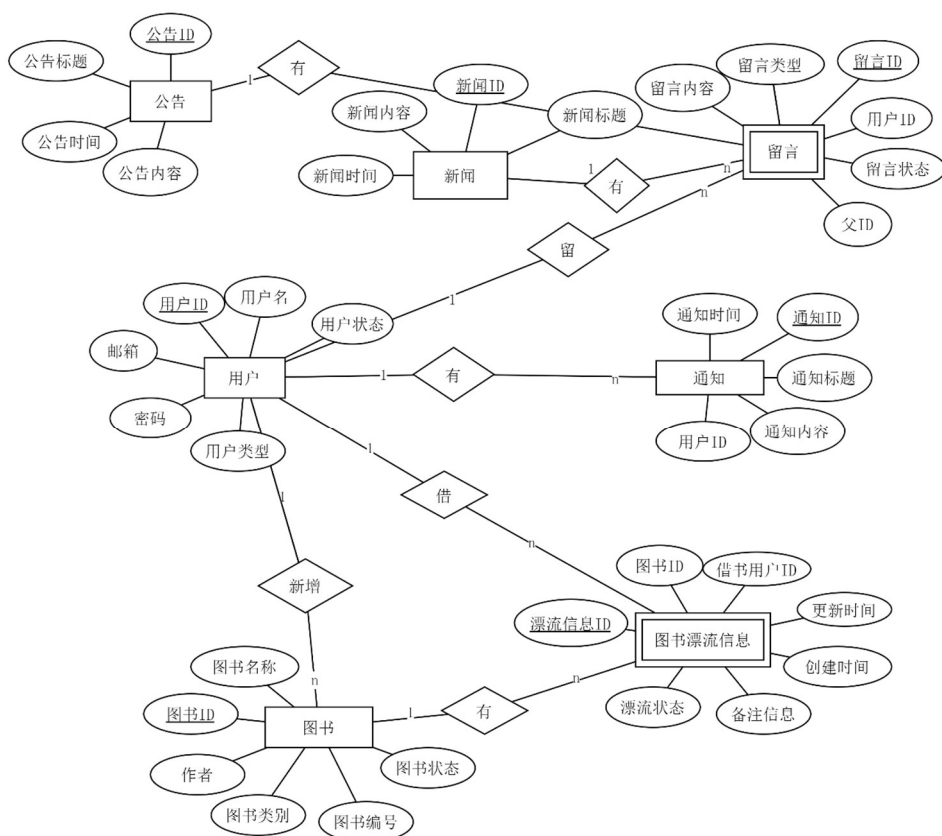 公告ID
公告标题
1
有
公告
公告时间
公告内容
新闻ID
新闻内容
新闻标题
新闻时间
新闻
1
有
n
留言内容
留言类型
留言ID
用户ID
留言
留言状态
父ID
n
留
1
用户ID
用户名
用户状态
邮箱
用户
密码
用户类型
1
有
n
通知时间
通知ID
通知
通知标题
用户ID
通知内容
1
借
n
1
新增
n
图书ID
借书用户ID
漂流信息ID
图书漂流信息
更新时间
创建时间
漂流状态
备注信息
图书名称
图书ID
图书
1
有
n
作者
图书状态
图书类别
图书编号